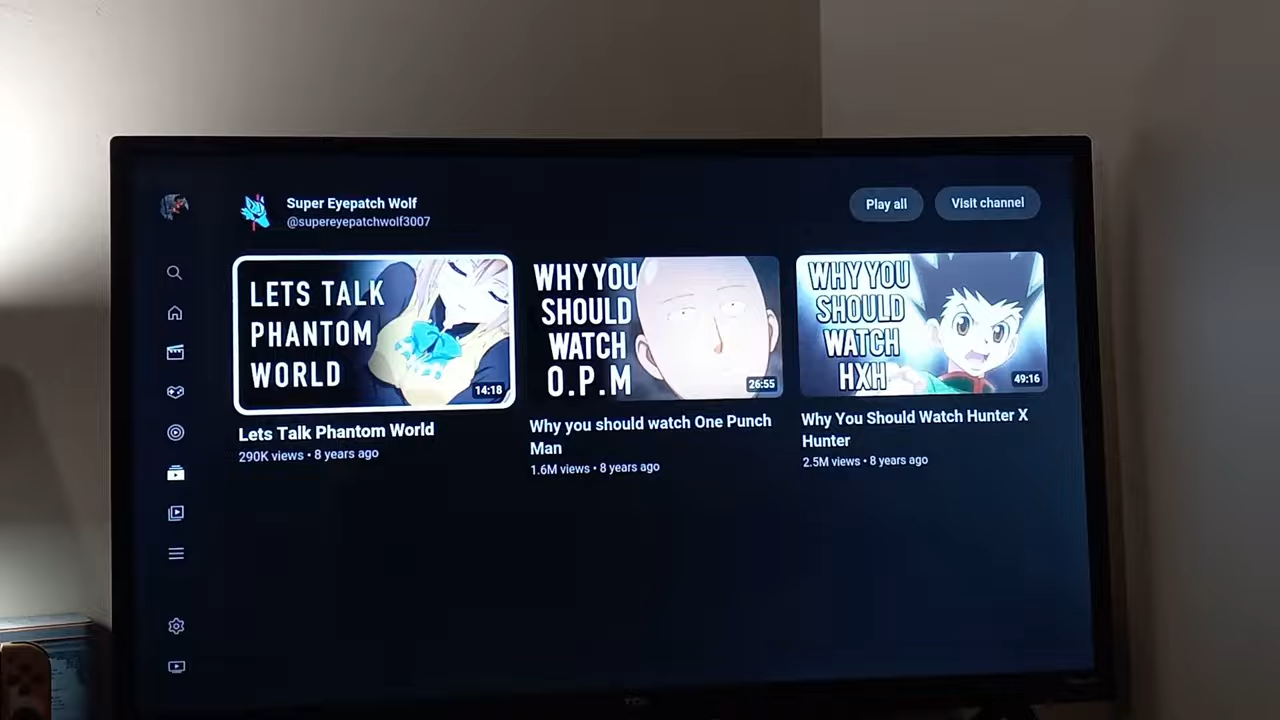 Super Eyepatch Wolf
@supereyepatchwolf3007
Play all
Visit channel
LETS TALK
PHANTOM
WORLD
14:18
WHY YOU
SHOULD
WATCH
O.P.M
26:55
WHY YOU
SHOULD
WATCH
HXH
49:16
Lets Talk Phantom World
290K views • 8 years ago
Why you should watch One Punch
Man
1.6M views • 8 years ago
Why You Should Watch Hunter X
Hunter
2.5M views • 8 years ago
TCL